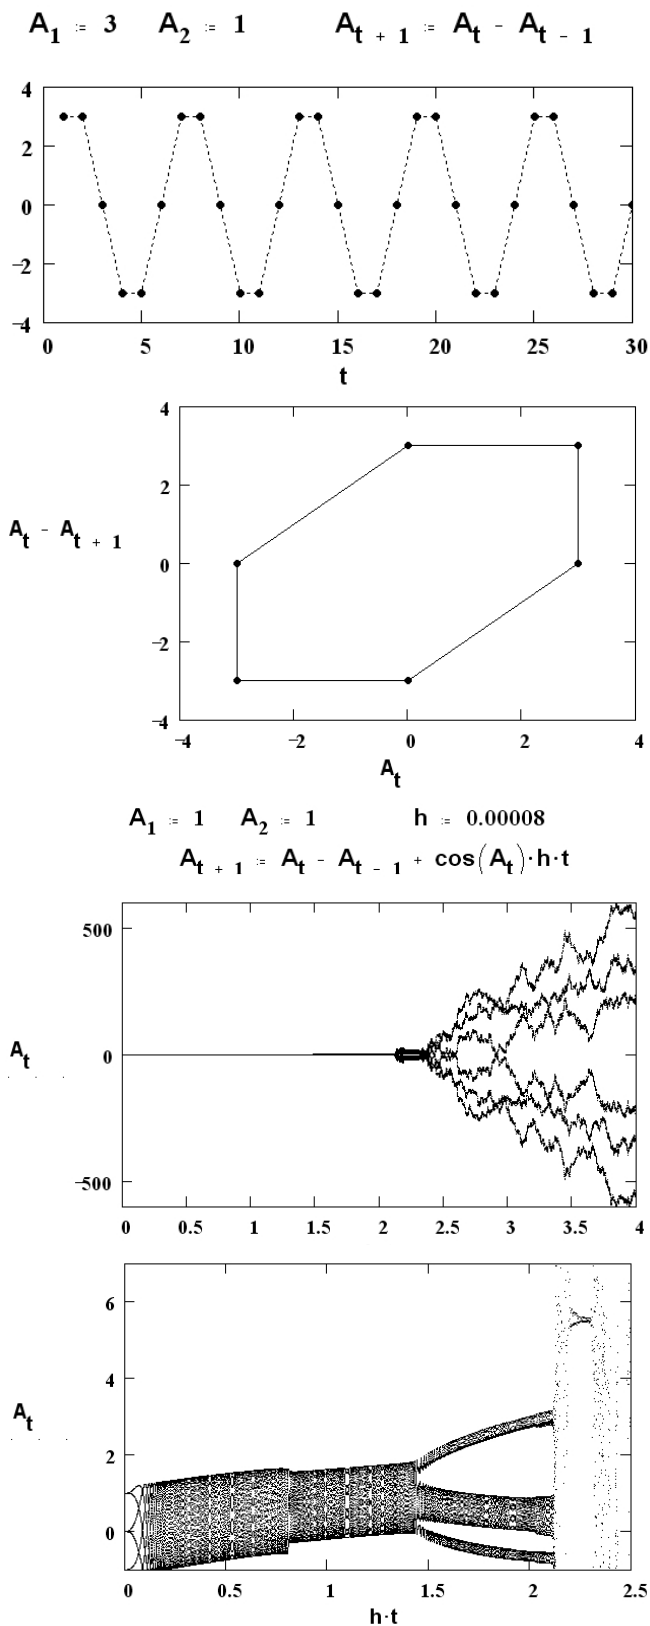 A1 := 3 A2 := 1 At + 1 := At - At - 1
4
2
0
-2
-4
0 5 10 15 20 25 30
t
4
2
At - At + 1
0
-2
-4
-4 -2 0 2 4
At
A1 := 1 A2 := 1 h := 0.00008
At + 1 := At - At - 1 + cos(At)·h·t
500
At 0
-500
0 0.5 1 1.5 2 2.5 3 3.5 4
6
4
At
2
0
0 0.5 1 1.5 2 2.5
h·t